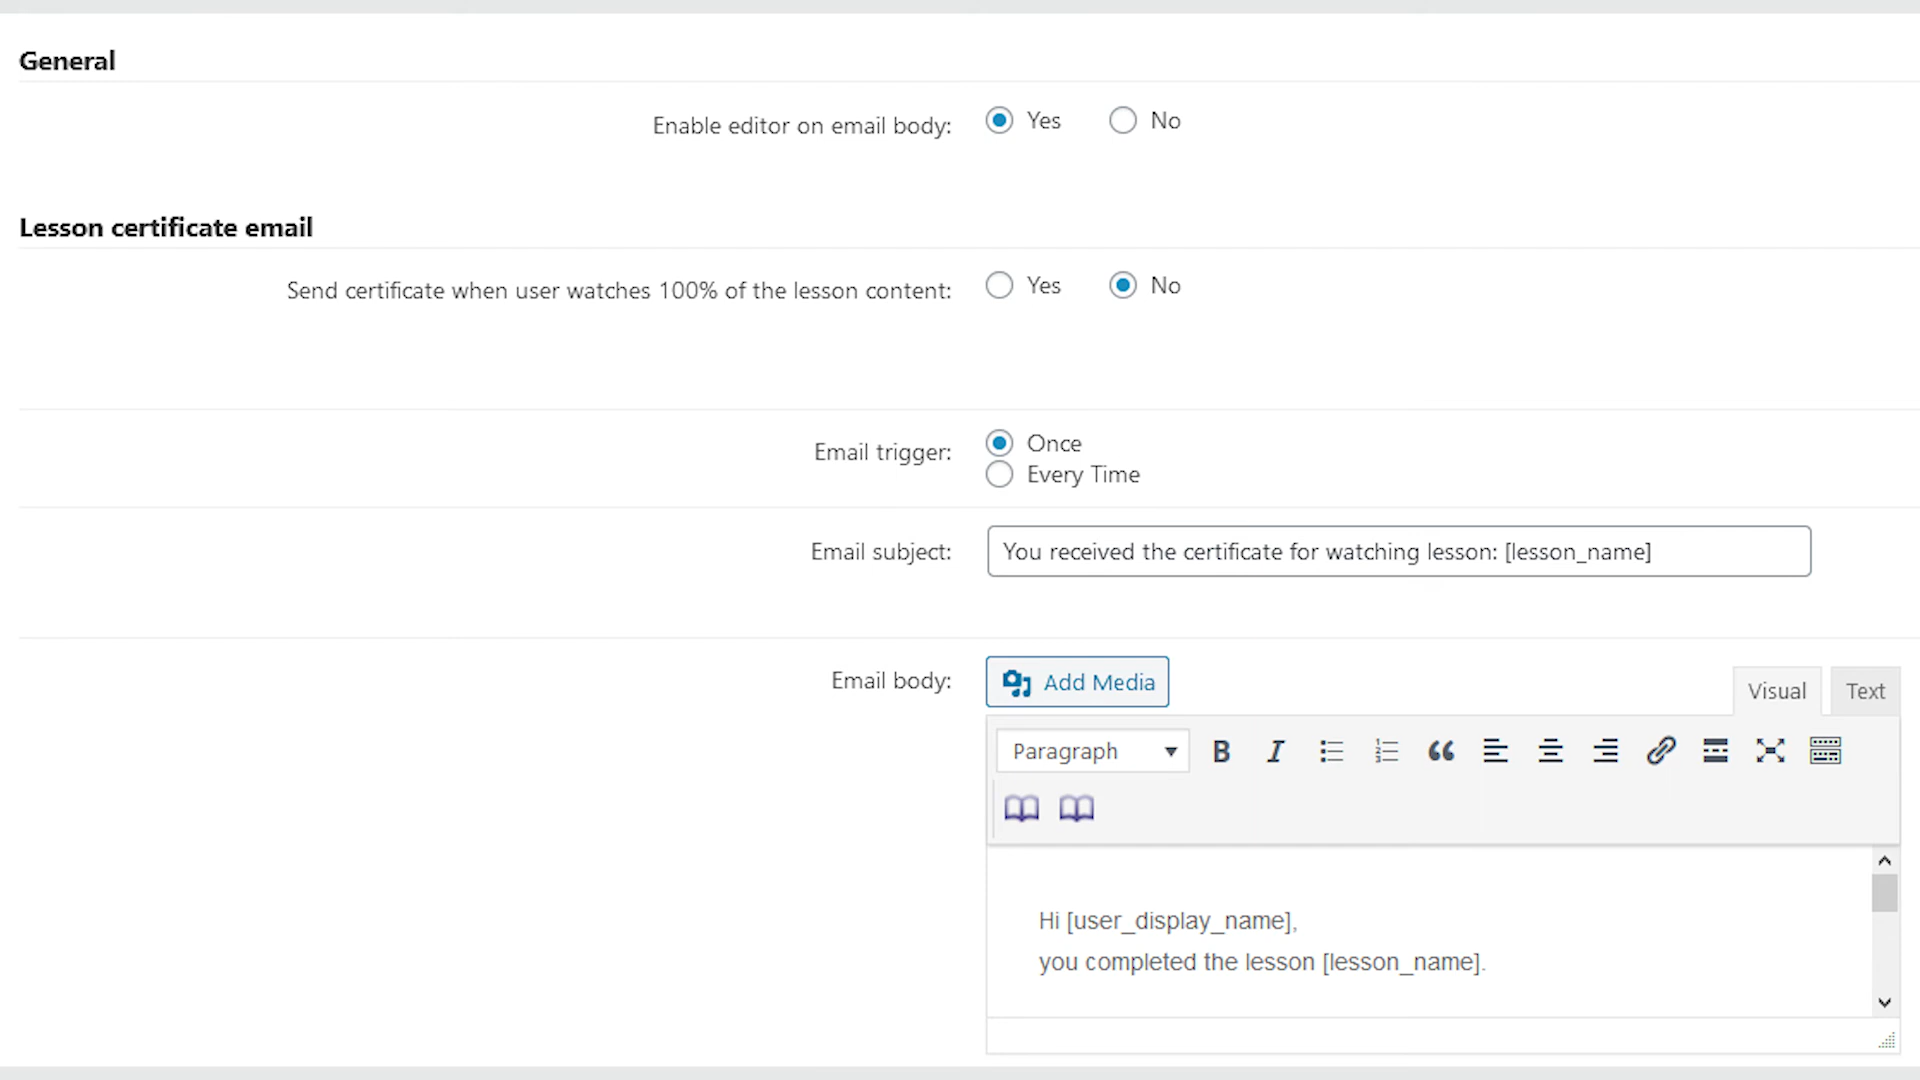 General
Enable editor on email body: Yes No
Lesson certificate email
Send certificate when user watches 100% of the lesson content: Yes No
Email trigger: Once
Every Time
Email subject: You received the certificate for watching lesson: [lesson_name]
Email body: Add Media
Visual Text
Paragraph
Hi [user_display_name],
you completed the lesson [lesson_name].